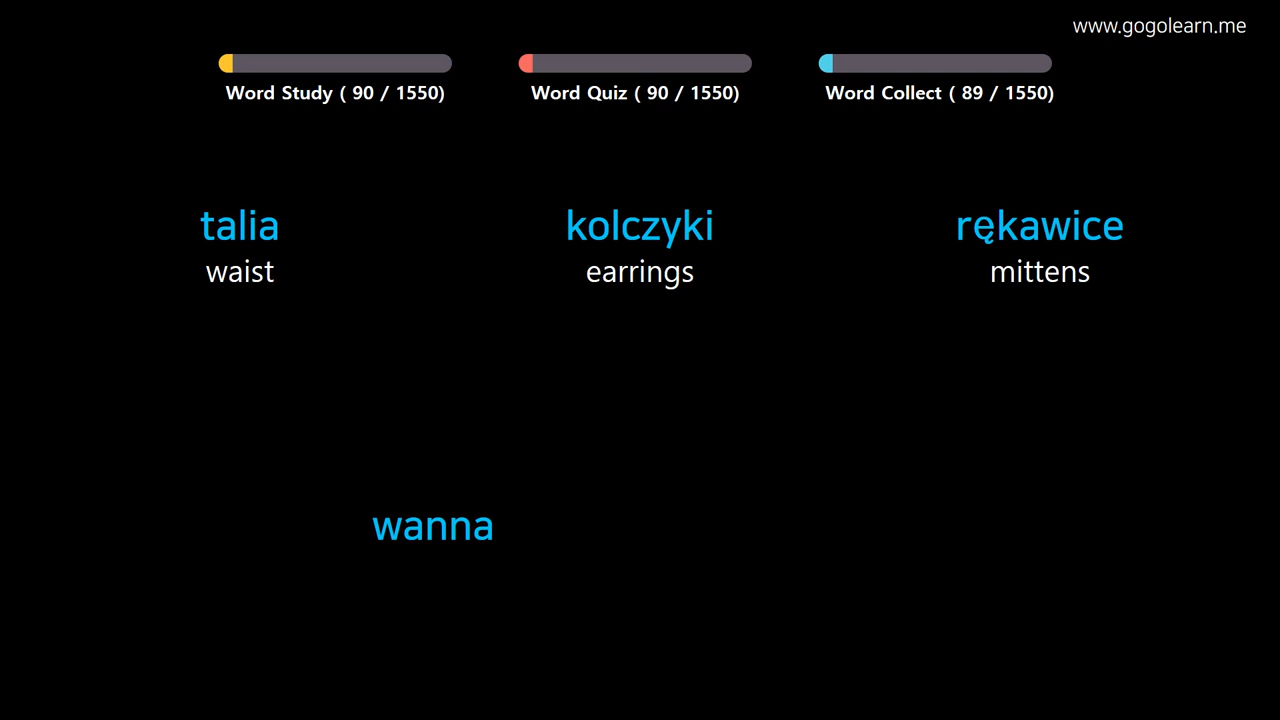 www.gogolearn.me
Word Study ( 90 / 1550)
Word Quiz ( 90 / 1550)
Word Collect ( 89 / 1550)
talia
waist
kolczyki
earrings
rękawice
mittens
wanna